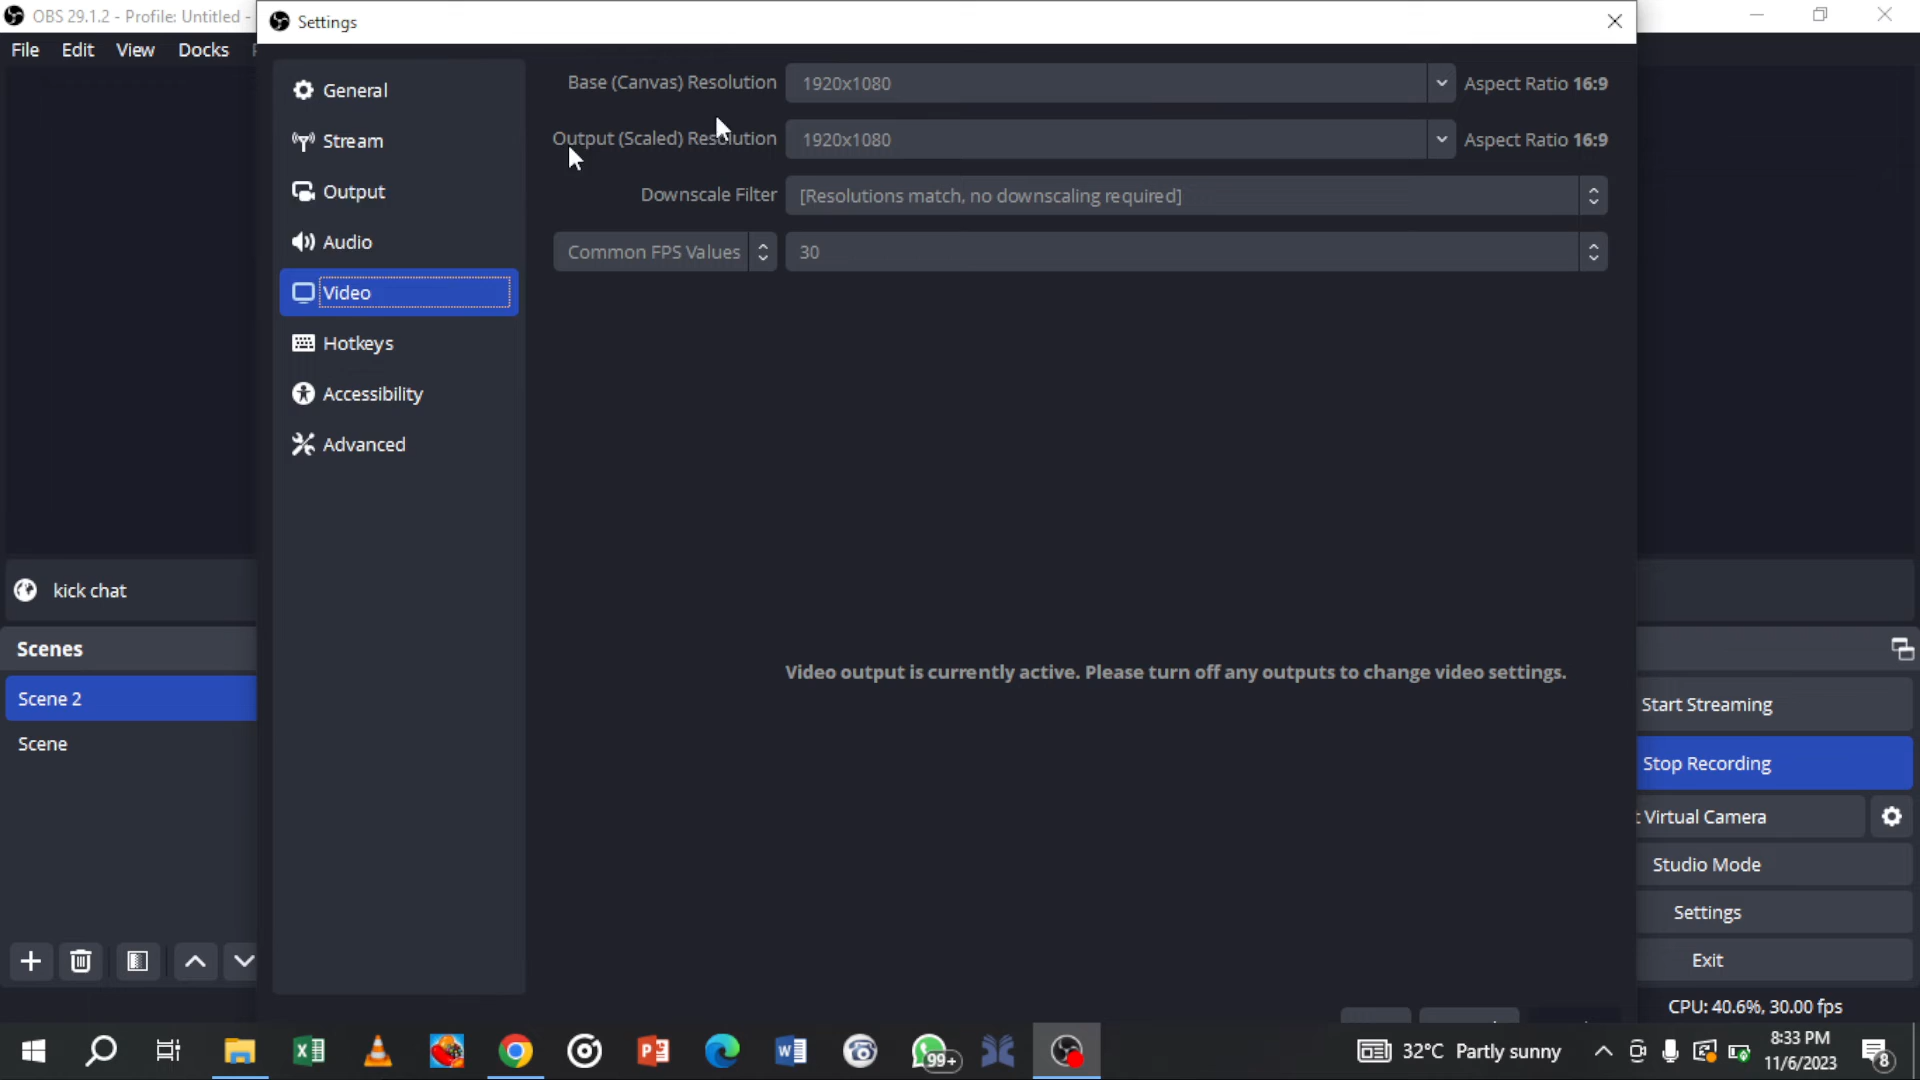 OBS 29.1.2 - Profile: Untitled -
Settings
File Edit View Docks
General
Stream
Output
Audio
Video
Hotkeys
Accessibility
Advanced
Base (Canvas) Resolution 1920x1080 Aspect Ratio 16:9
Output (Scaled) Resolution 1920x1080 Aspect Ratio 16:9
Downscale Filter [Resolutions match, no downscaling required]
Common FPS Values 30
Video output is currently active. Please turn off any outputs to change video settings.
kick chat
Scenes
Scene 2
Scene
Start Streaming
Stop Recording
Virtual Camera
Studio Mode
Settings
Exit
CPU: 40.6%, 30.00 fps
99+
32°C Partly sunny
8:33 PM
11/6/2023
8